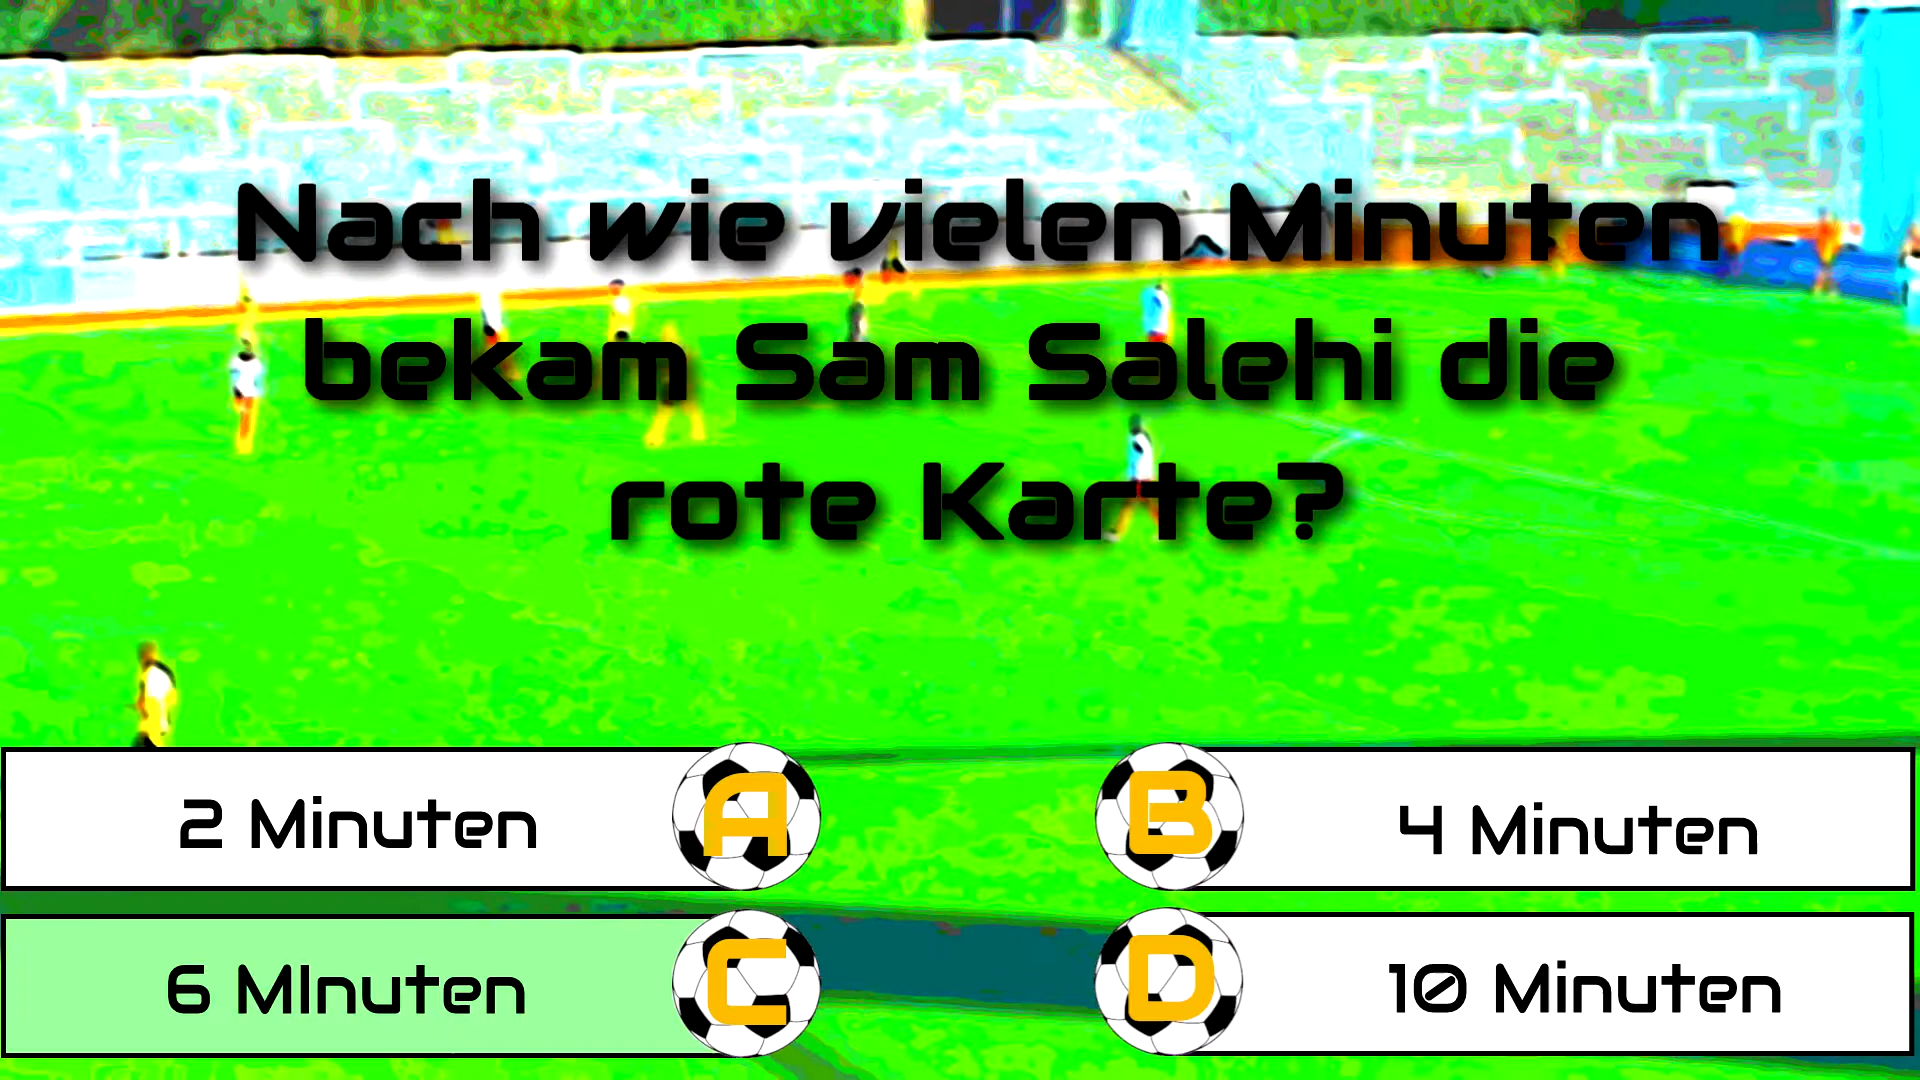 Nach wie vielen Minuten
bekam Sam Salehi die
rote Karte?
2 Minuten A
B 4 Minuten
6 MInuten C
D 10 Minuten